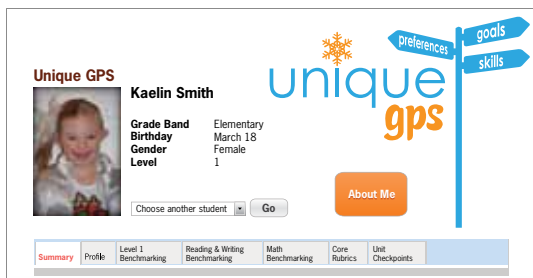 preferences
goals
skills
unique
gps
Unique GPS
Kaelin Smith
Grade Band Elementary
Birthday March 18
Gender Female
Level 1
About Me
Choose another student Go
Summary
Profile
Level 1
Benchmarking
Reading & Writing
Benchmarking
Math
Benchmarking
Core
Rubrics
Unit
Checkpoints